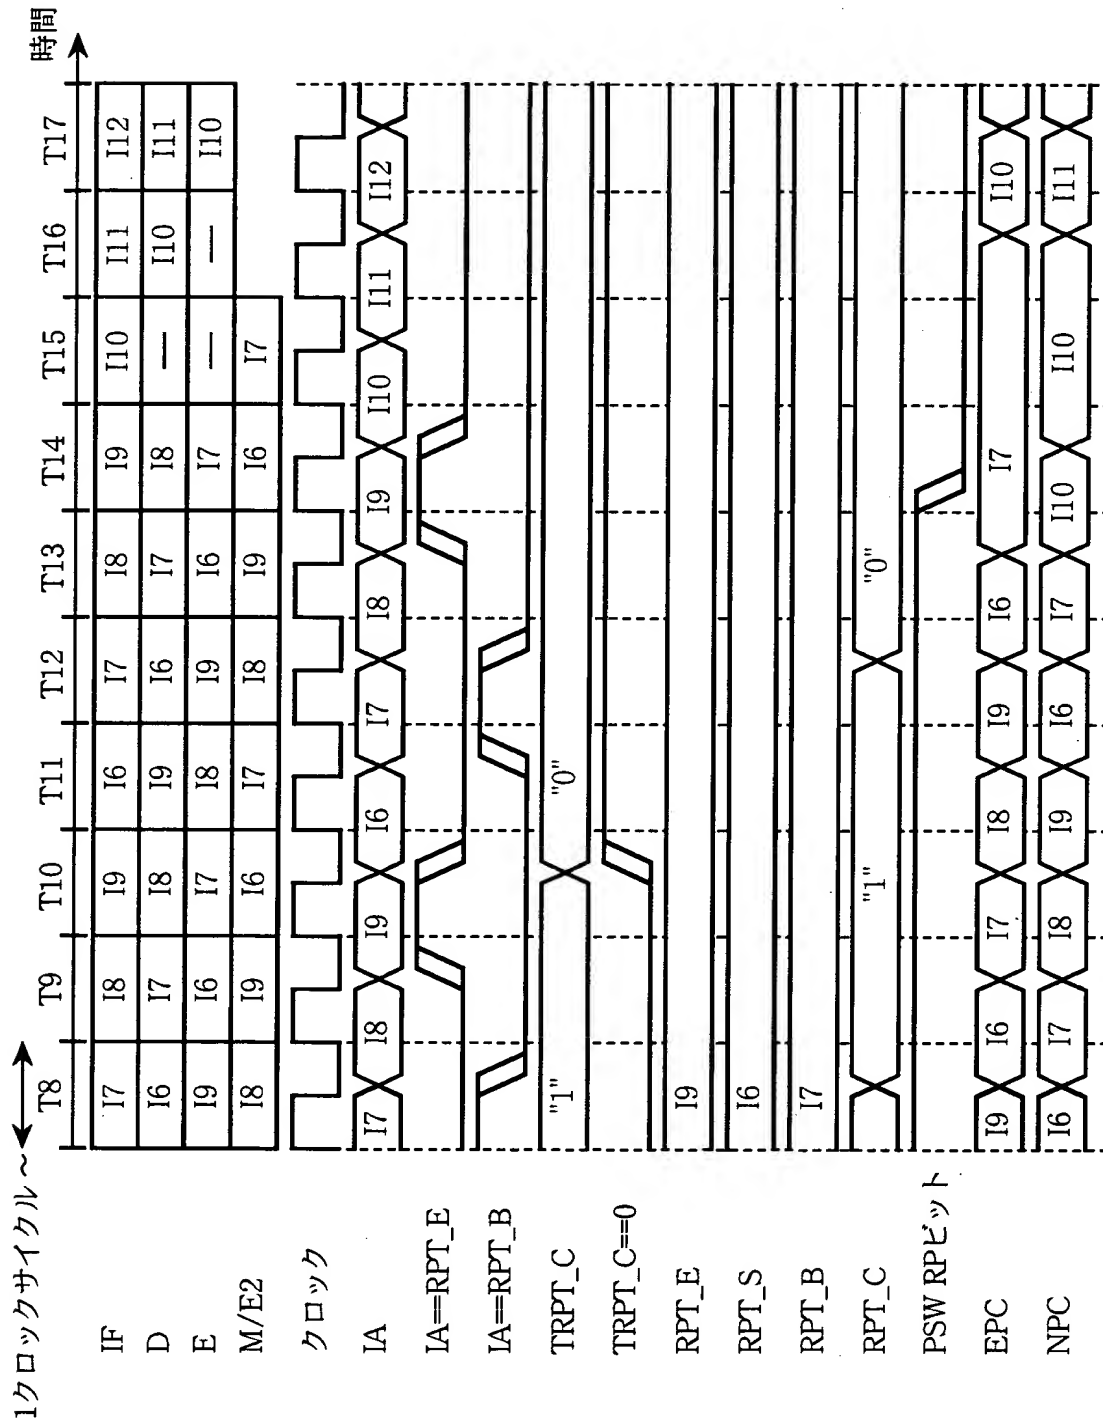 1クロックサイクル～
時間
T8 T9 T10 T11 T12 T13 T14 T15 T16 T17
IF I7 I8 I9 I6 I7 I8 I9 I10 I11 I12
D I6 I7 I8 I9 I6 I7 I8 — I10 I11
E I9 I6 I7 I8 I9 I6 I7 — — I10
M/E2 I8 I9 I6 I7 I8 I9 I6 I7
クロック
IA I7 I8 I9 I6 I7 I8 I9 I10 I11 I12
IA==RPT_E
IA==RPT_B
TRPT_C "1" "0"
TRPT_C==0
RPT_E I9
RPT_S I6
RPT_B I7
RPT_C "1" "0"
PSW RPビット
EPC I9 I6 I7 I8 I9 I6 I7 I10
NPC I6 I7 I8 I9 I6 I7 I10 I10 I11